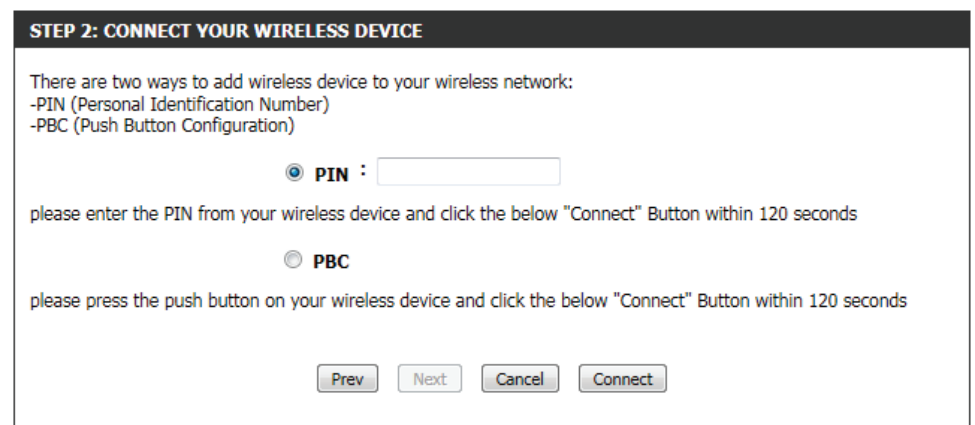 STEP 2: CONNECT YOUR WIRELESS DEVICE
There are two ways to add wireless device to your wireless network:
-PIN (Personal Identification Number)
-PBC (Push Button Configuration)
PIN :
please enter the PIN from your wireless device and click the below "Connect" Button within 120 seconds
PBC
please press the push button on your wireless device and click the below "Connect" Button within 120 seconds
Prev Next Cancel Connect